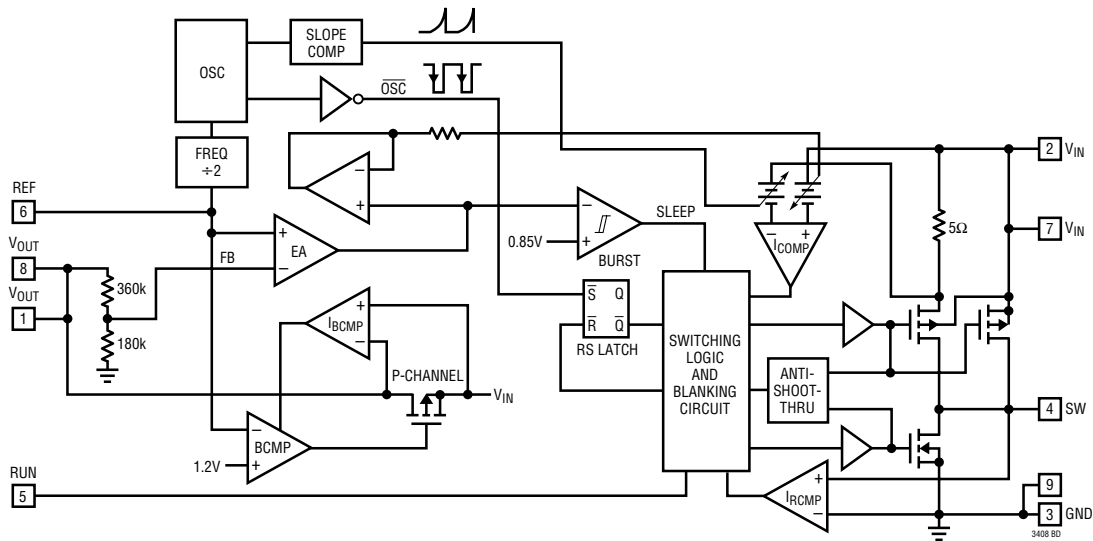 OSC
SLOPE
COMP
OSC
FREQ
÷2
REF
6
VOUT
8
VOUT
1
FB
360k
180k
+
−
EA
−
+
−
+
0.85V
BURST
SLEEP
− +
ICOMP
5Ω
2 VIN
7 VIN
S Q
R Q
RS LATCH
+
−
IBCMP
P-CHANNEL
VIN
SWITCHING
LOGIC
AND
BLANKING
CIRCUIT
ANTI-
SHOOT-
THRU
4 SW
−
+
BCMP
1.2V
RUN
5
+
−
IRCMP
9
3 GND
3408 BD